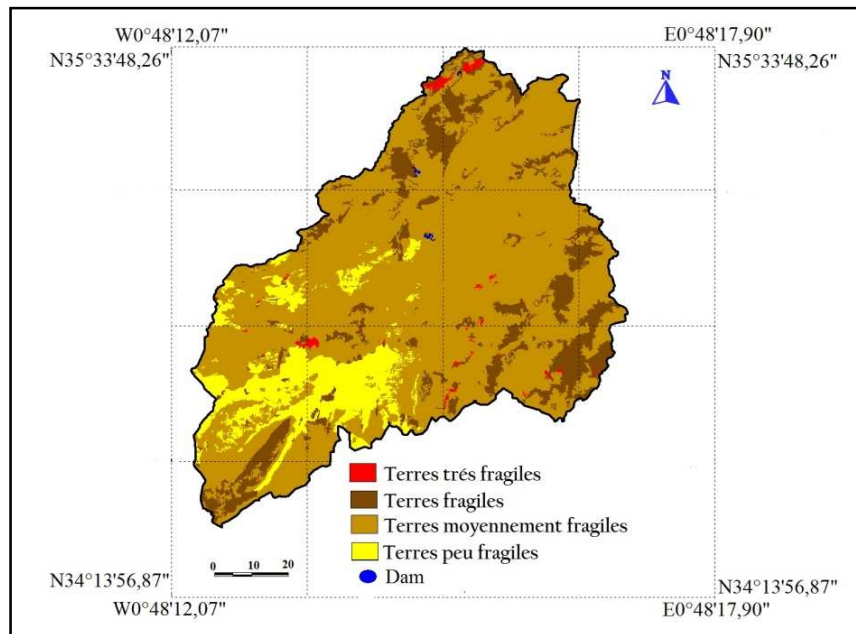 W0°48'12,07" E0°48'17,90"
N35°33'48,26" N35°33'48,26"
N
Terres trés fragiles
Terres fragiles
Terres moyennement fragiles
Terres peu fragiles
0 10 20
Dam
N34°13'56,87" N34°13'56,87"
W0°48'12,07" E0°48'17,90"